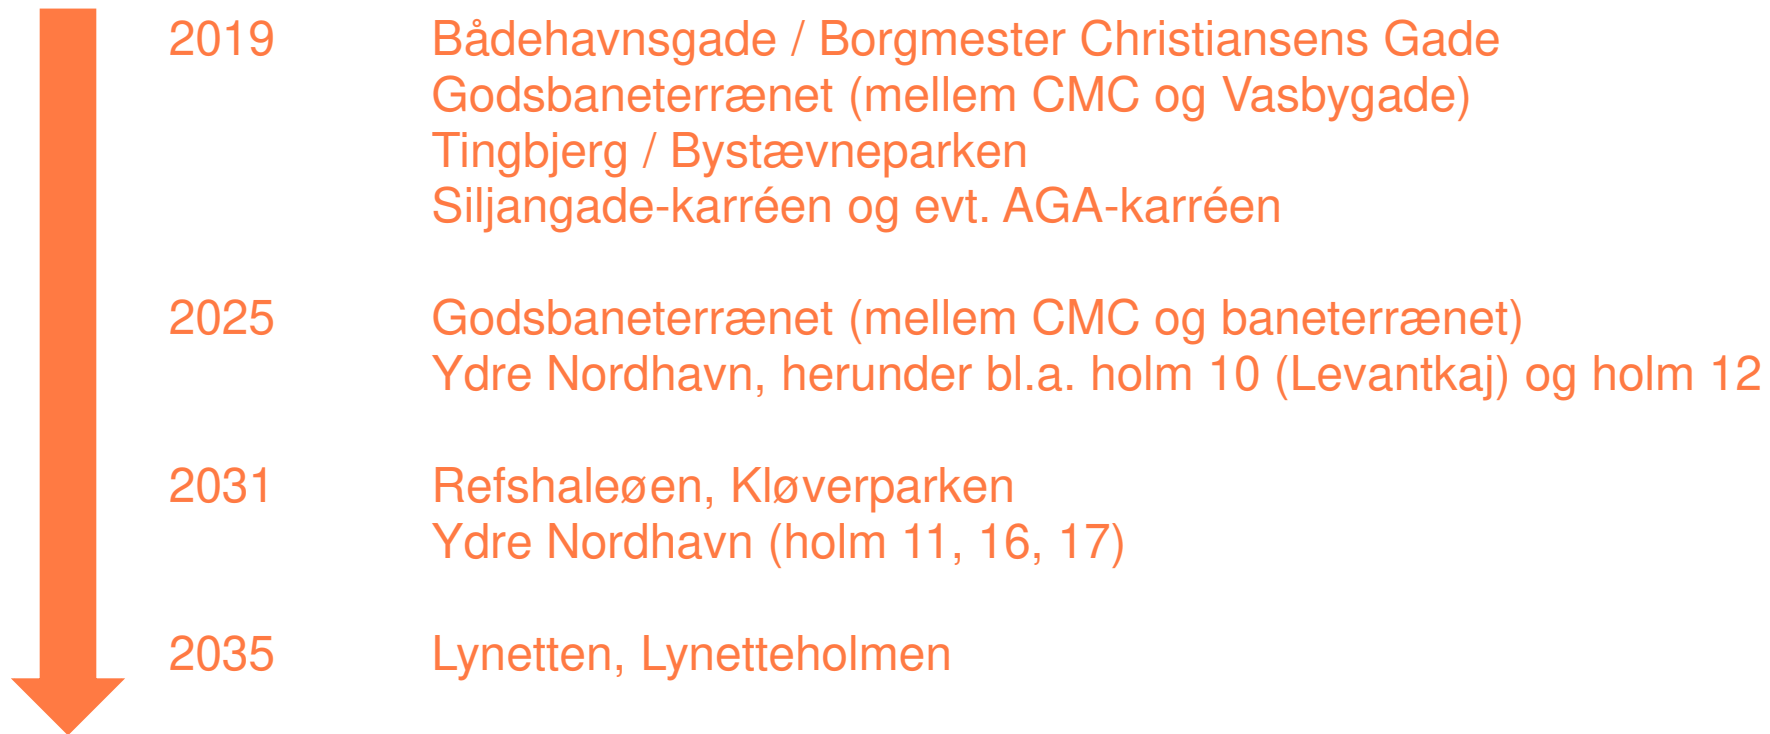 2019 Bådehavnsgade / Borgmester Christiansens Gade
Godsbaneterrænet (mellem CMC og Vasbygade)
Tingbjerg / Bystævneparken
Siljangade-karréen og evt. AGA-karréen
2025 Godsbaneterrænet (mellem CMC og baneterrænet)
Ydre Nordhavn, herunder bl.a. holm 10 (Levantkaj) og holm 12
2031 Refshaleøen, Kløverparken
Ydre Nordhavn (holm 11, 16, 17)
2035 Lynetten, Lynetteholmen